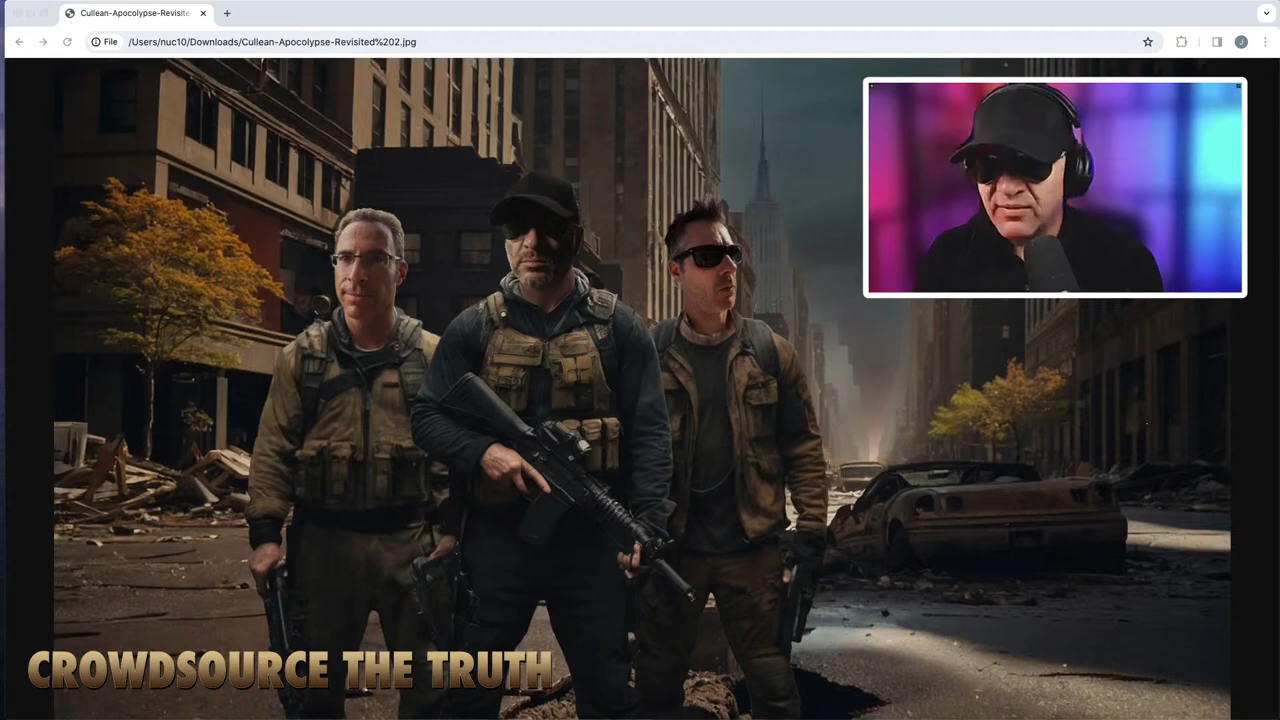 Cullean-Apocolypse-Revisite
File
/Users/nuc10/Downloads/Cullean-Apocolypse-Revisited%202.jpg
J
CROWDSOURCE THE TRUTH